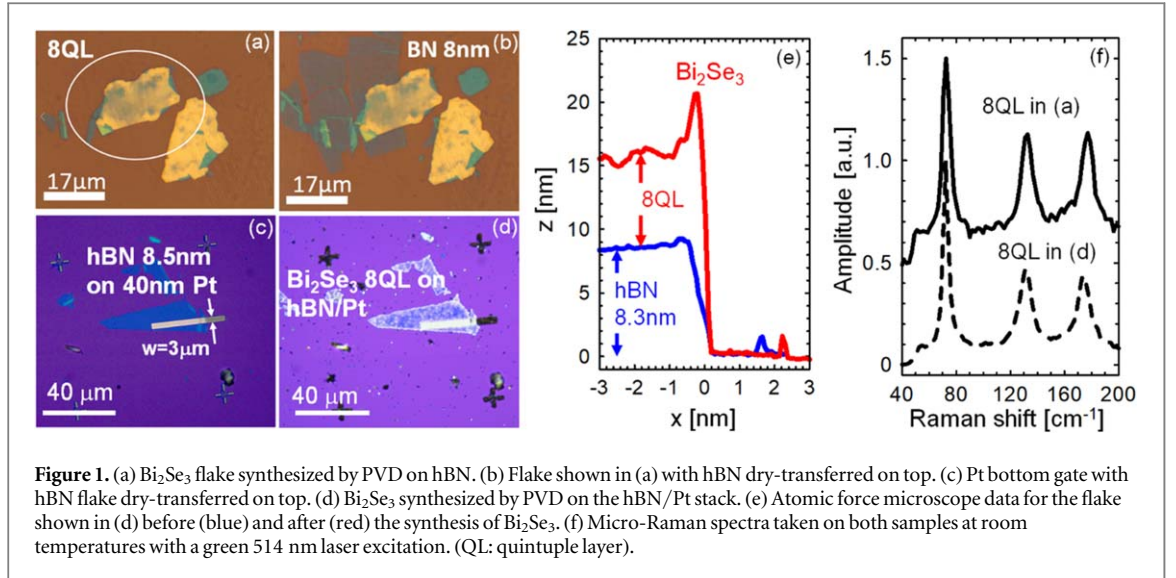 8QL
(a)
17μm
BN 8nm
(b)
17μm
hBN 8.5nm
on 40nm Pt
(c)
w=3μm
40 μm
Bi₂Se₃ 8QL on
hBN/Pt
(d)
40 μm
25
20
15
10
5
0
z [nm]
(e)
Bi₂Se₃
8QL
hBN
8.3nm
-3 -2 -1 0 1 2 3
x [nm]
1.5
1.0
0.5
0
Amplitude [a.u.]
(f)
8QL in (a)
8QL in (d)
40 80 120 160 200
Raman shift [cm⁻¹]
Figure 1. (a) Bi₂Se₃ flake synthesized by PVD on hBN. (b) Flake shown in (a) with hBN dry-transferred on top. (c) Pt bottom gate with
hBN flake dry-transferred on top. (d) Bi₂Se₃ synthesized by PVD on the hBN/Pt stack. (e) Atomic force microscope data for the flake
shown in (d) before (blue) and after (red) the synthesis of Bi₂Se₃. (f) Micro-Raman spectra taken on both samples at room
temperatures with a green 514 nm laser excitation. (QL: quintuple layer).